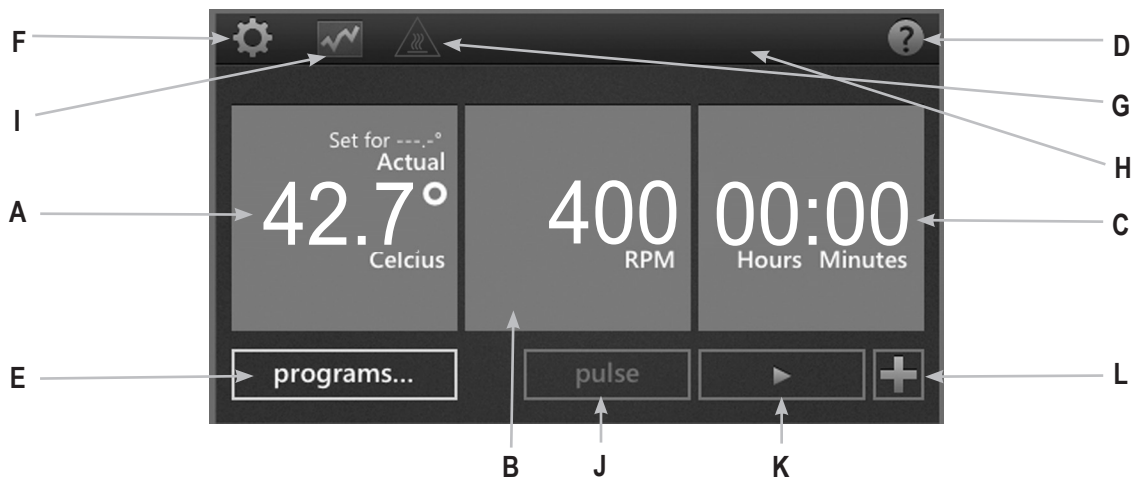 F
D
I
G
H
Set for ---.-°
Actual
A
42.7°
400
00:00
C
Celcius
RPM
Hours Minutes
E
programs...
pulse
L
B
J
K